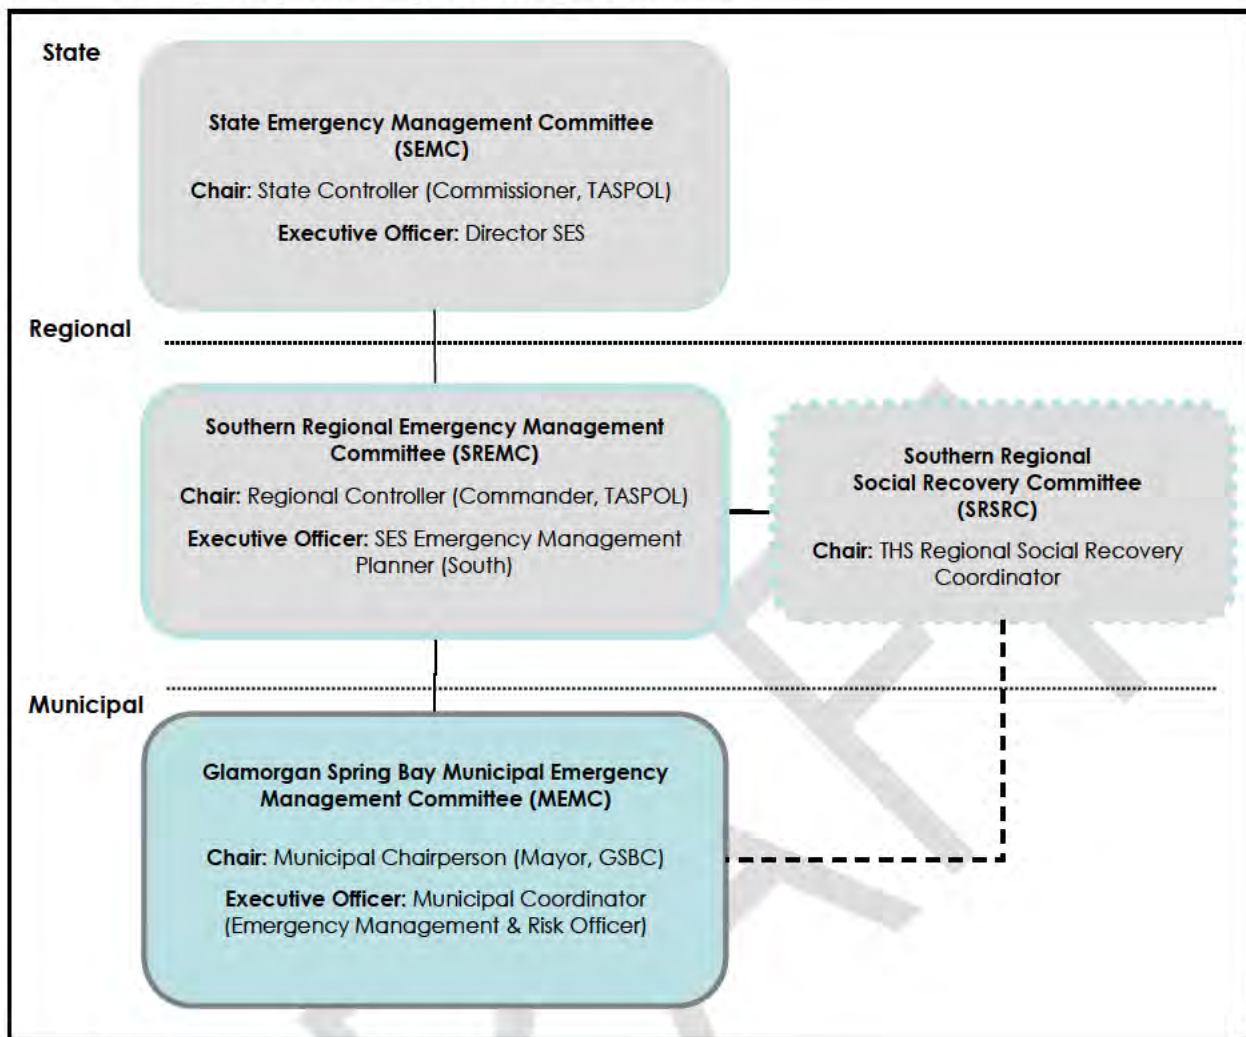 State
State Emergency Management Committee
(SEMC)
Chair: State Controller (Commissioner, TASPOL)
Executive Officer: Director SES
Regional
Southern Regional Emergency Management
Committee (SREMC)
Chair: Regional Controller (Commander, TASPOL)
Executive Officer: SES Emergency Management
Planner (South)
Southern Regional
Social Recovery Committee
(SRSRC)
Chair: THS Regional Social Recovery
Coordinator
Municipal
Glamorgan Spring Bay Municipal Emergency
Management Committee (MEMC)
Chair: Municipal Chairperson (Mayor, GSBC)
Executive Officer: Municipal Coordinator
(Emergency Management & Risk Officer)